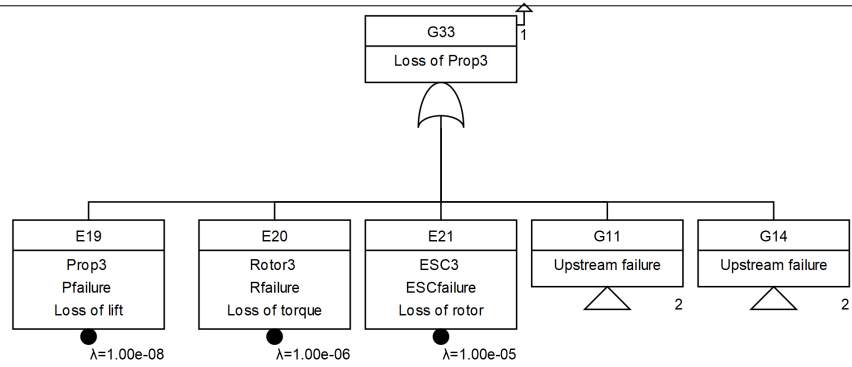 G33
1
Loss of Prop3
E19
E20
E21
G11
G14
Prop3
Pfailure
Loss of lift
Rotor3
Rfailure
Loss of torque
ESC3
ESCfailure
Loss of rotor
Upstream failure
Upstream failure
2
2
λ=1.00e-08
λ=1.00e-06
λ=1.00e-05